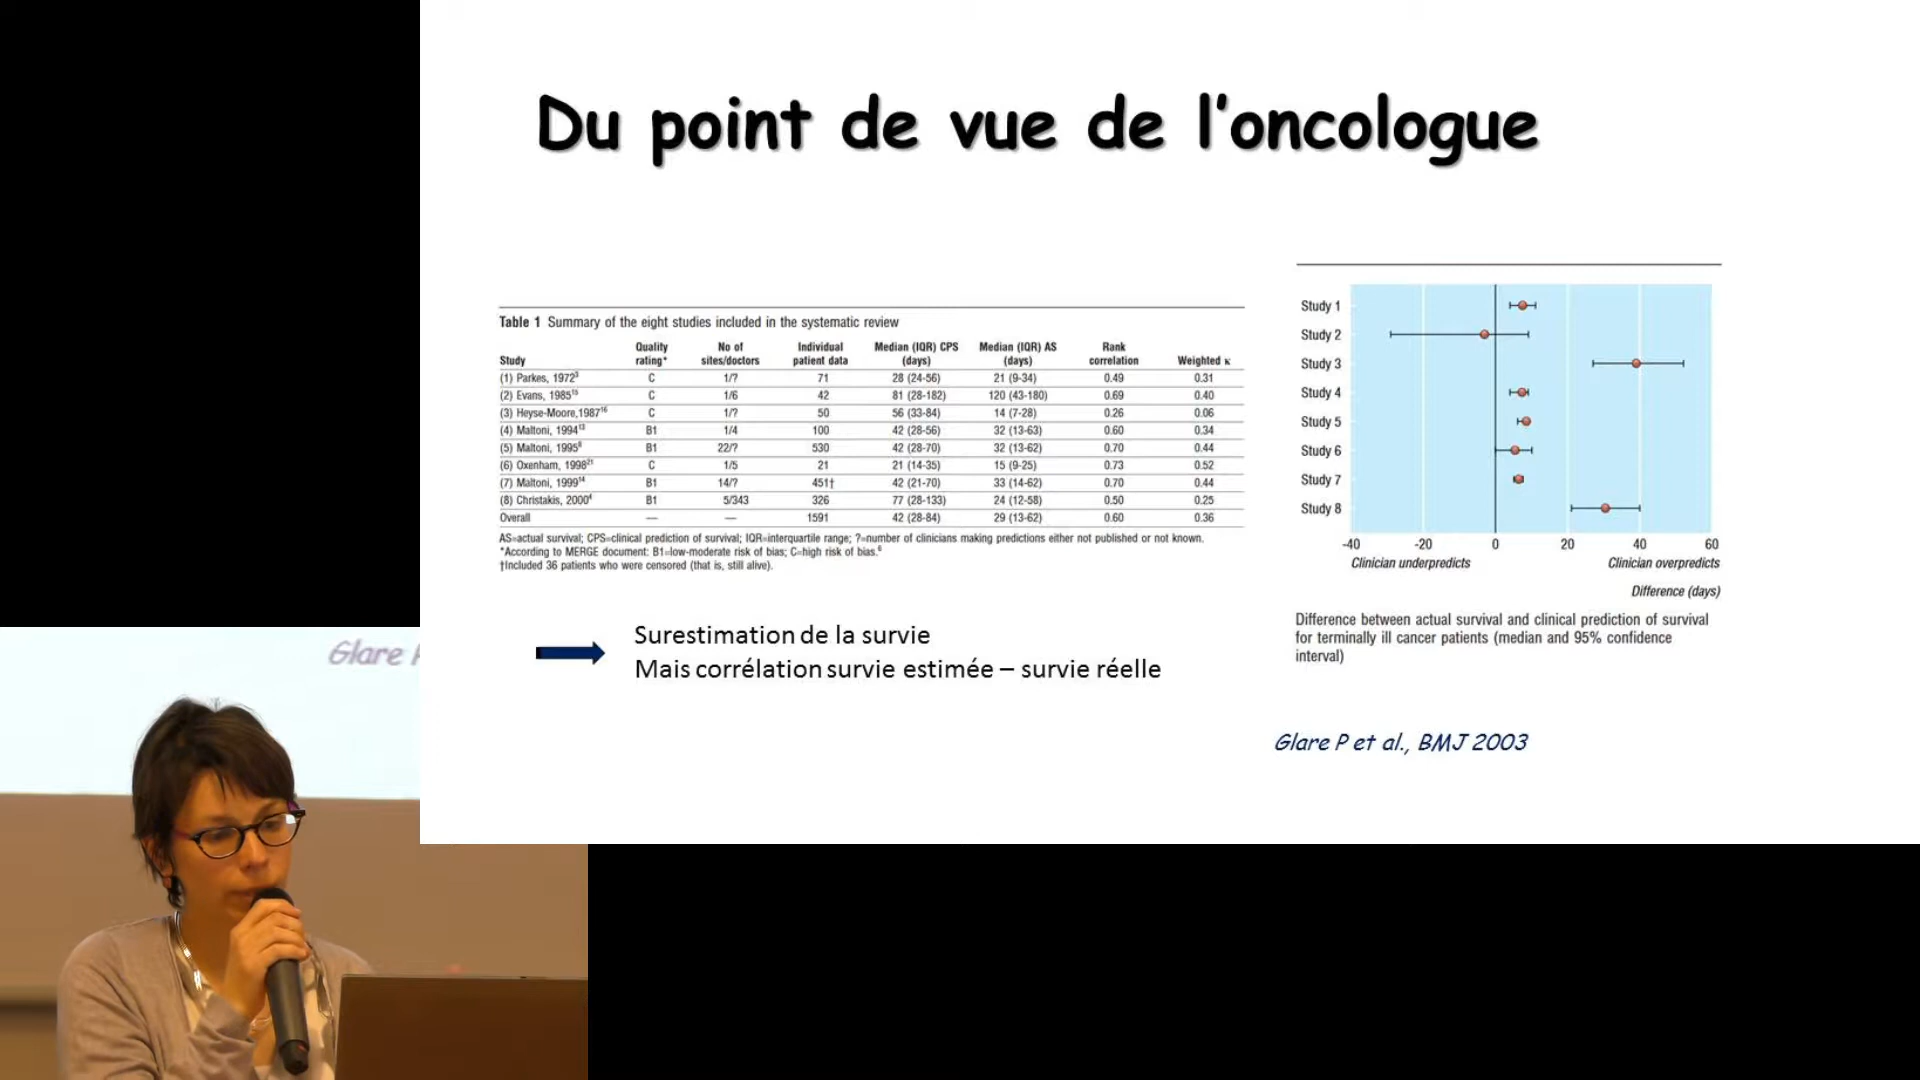 Du point de vue de l'oncologue
Table 1 Summary of the eight studies included in the systematic review
Study Quality rating* No of sites/doctors Individual patient data Median (IQR) CPS (days) Median (IQR) AS (days) Rank correlation Weighted κ
(1) Parkes, 1972³ C 1/? 71 28 (24-56) 21 (9-34) 0.49 0.31
(2) Evans, 1985¹⁵ C 1/6 42 81 (28-182) 120 (43-180) 0.69 0.40
(3) Heyse-Moore,1987¹⁶ C 1/? 50 56 (33-84) 14 (7-28) 0.26 0.06
(4) Maltoni, 1994¹³ B1 1/4 100 42 (28-56) 32 (13-63) 0.60 0.34
(5) Maltoni, 1995⁸ B1 22/? 530 42 (28-70) 32 (13-62) 0.70 0.44
(6) Oxenham, 1998²¹ C 1/5 21 21 (14-35) 15 (9-25) 0.73 0.52
(7) Maltoni, 1999¹⁴ B1 14/? 451† 42 (21-70) 33 (14-62) 0.70 0.44
(8) Christakis, 2000⁴ B1 5/343 326 77 (28-133) 24 (12-58) 0.50 0.25
Overall — — 1591 42 (28-84) 29 (13-62) 0.60 0.36
AS=actual survival; CPS=clinical prediction of survival; IQR=interquartile range; ?=number of clinicians making predictions either not published or not known.
*According to MERGE document: B1=low-moderate risk of bias; C=high risk of bias.⁶
†Included 36 patients who were censored (that is, still alive).
Study 1
Study 2
Study 3
Study 4
Study 5
Study 6
Study 7
Study 8
-40 -20 0 20 40 60
Clinician underpredicts Clinician overpredicts
Difference (days)
Difference between actual survival and clinical prediction of survival
for terminally ill cancer patients (median and 95% confidence
interval)
Surestimation de la survie
Mais corrélation survie estimée – survie réelle
Glare P et al., BMJ 2003
Glare